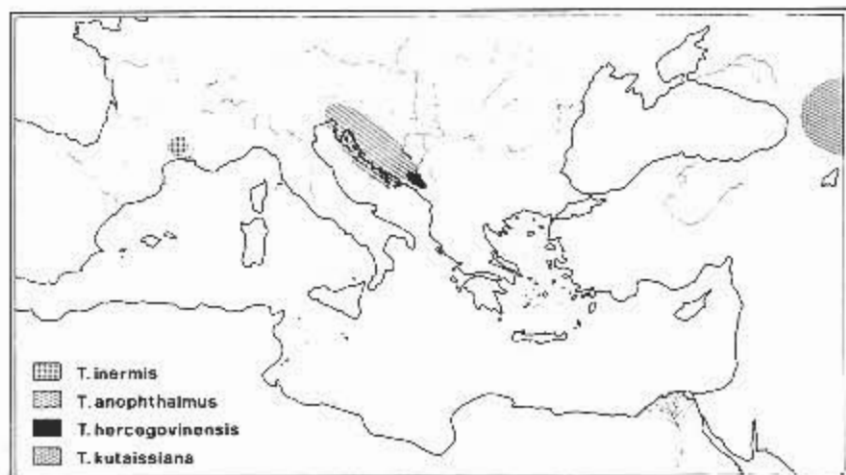 T. inermis
T. anophthalmus
T. hercegovinensis
T. kutaissiana